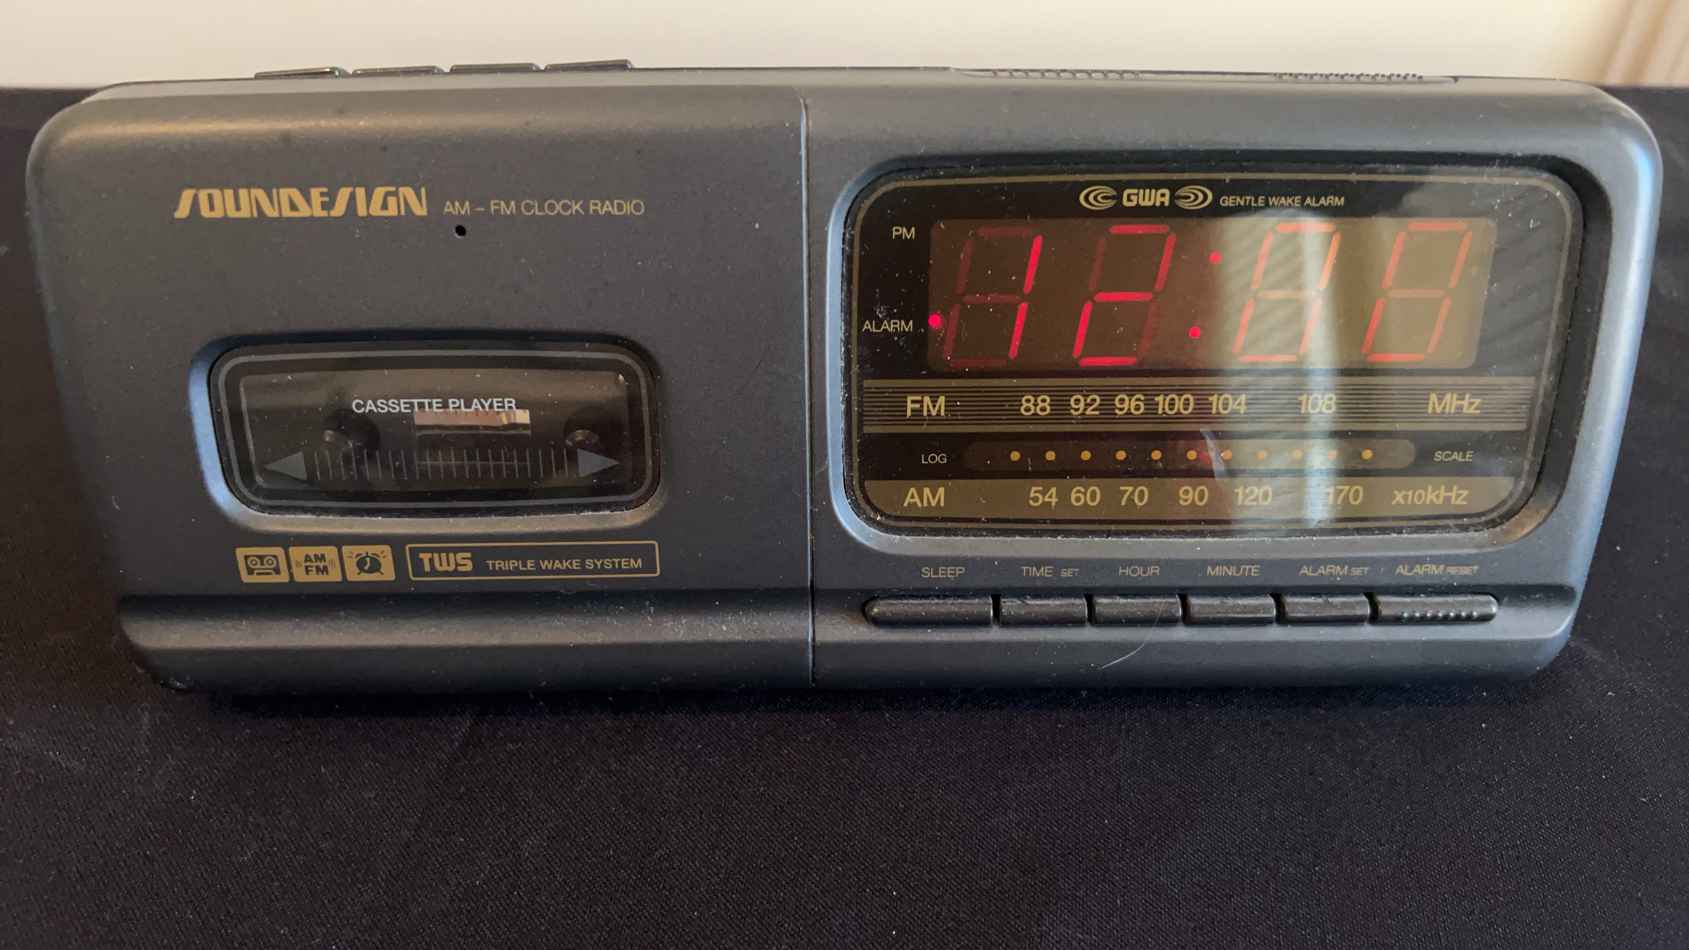 SOUNDESIGN AM – FM CLOCK RADIO
CASSETTE PLAYER
AM
FM
TWS TRIPLE WAKE SYSTEM
GWA GENTLE WAKE ALARM
PM
ALARM
12:00
FM 88 92 96 100 104 108 MHz
LOG SCALE
AM 54 60 70 90 120 170 x10kHz
SLEEP TIME SET HOUR MINUTE ALARM SET ALARM RESET